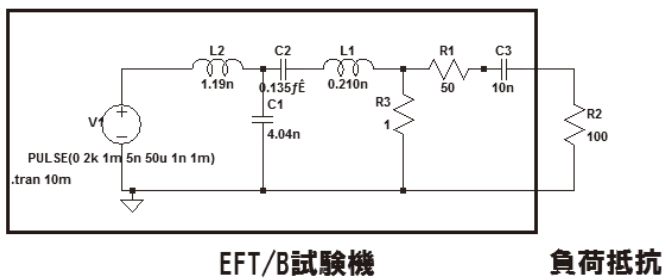 L2
1.19n
C2
0.135ƒÊ
L1
0.210n
R1
50
C3
10n
C1
4.04n
R3
1
R2
100
V1
PULSE(0 2k 1m 5n 50u 1n 1m)
.tran 10m
EFT/B試験機
負荷抵抗